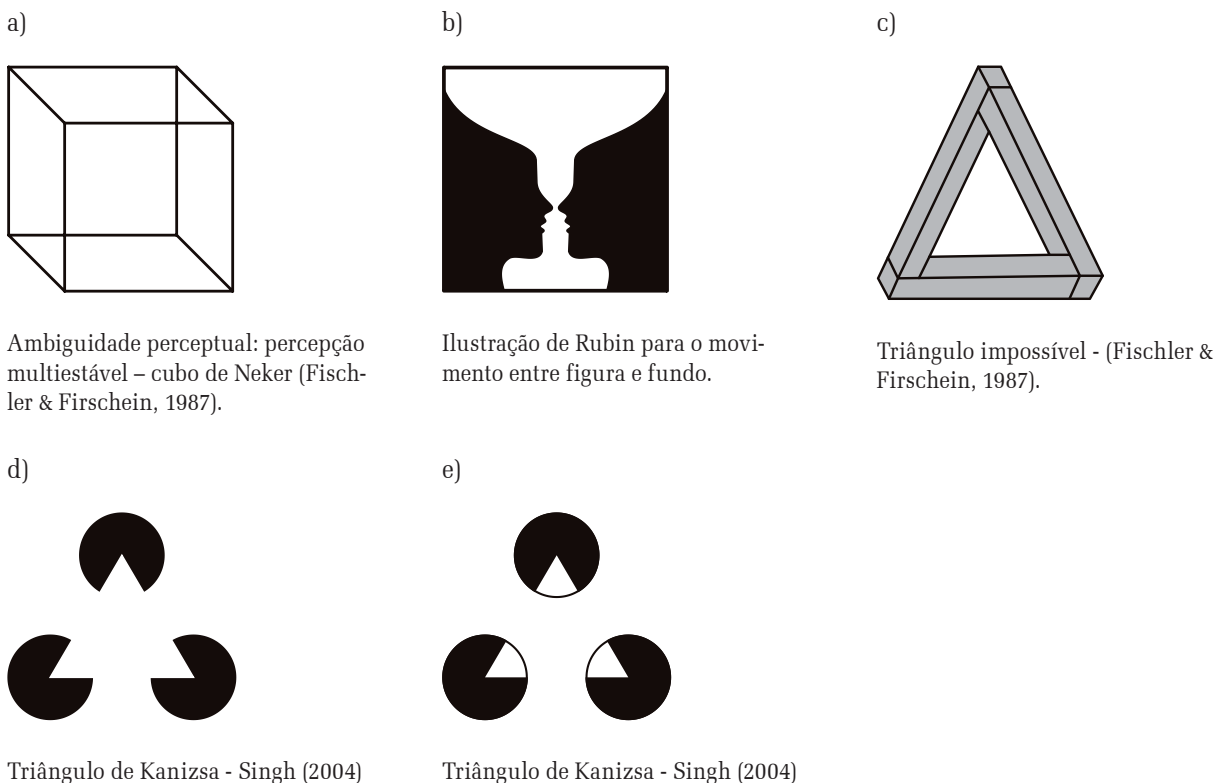 a)
b)
c)
Ambiguidade perceptual: percepção
multiestável – cubo de Neker (Fisch-
ler & Firschein, 1987).
Ilustração de Rubin para o movi-
mento entre figura e fundo.
Triângulo impossível - (Fischler &
Firschein, 1987).
d)
e)
Triângulo de Kanizsa - Singh (2004)
Triângulo de Kanizsa - Singh (2004)